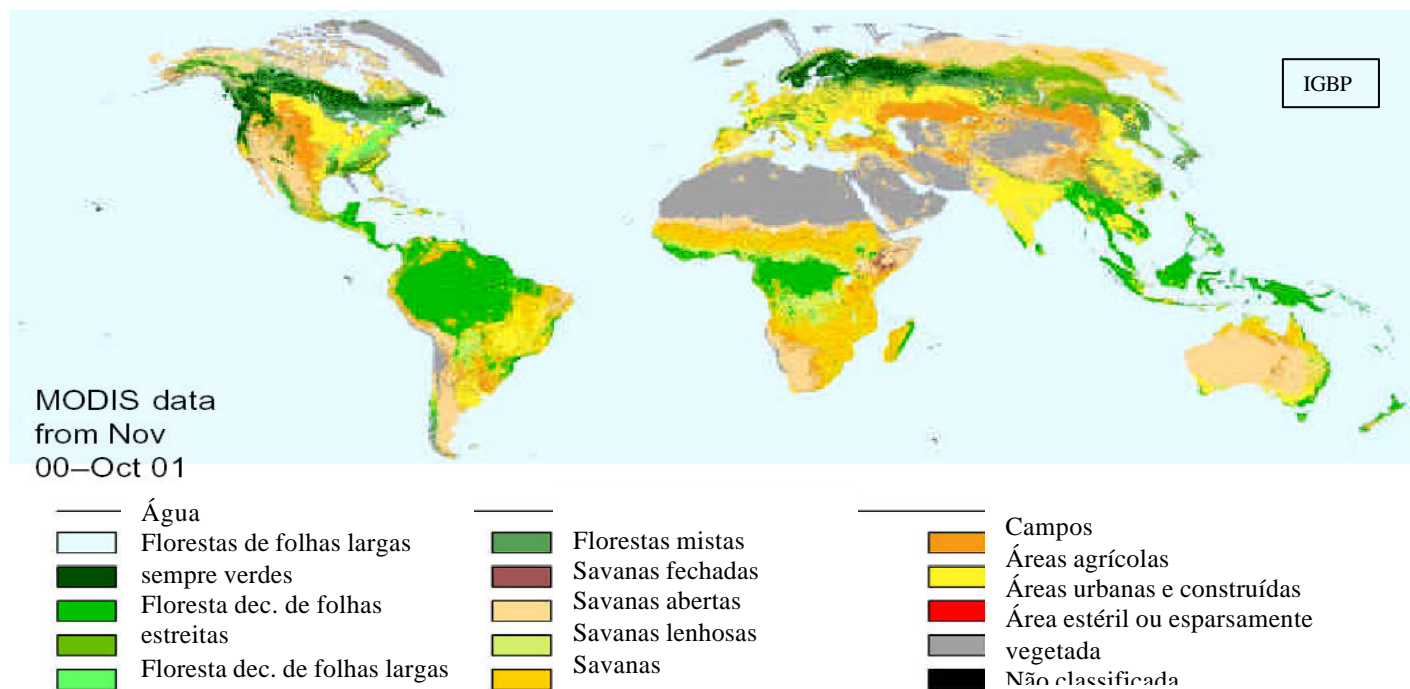 IGBP
MODIS data
from Nov
00–Oct 01
Água
Florestas de folhas largas
sempre verdes
Floresta dec. de folhas
estreitas
Floresta dec. de folhas largas
Florestas mistas
Savanas fechadas
Savanas abertas
Savanas lenhosas
Savanas
Campos
Áreas agrícolas
Áreas urbanas e construídas
Área estéril ou esparsamente
vegetada
Não classificada